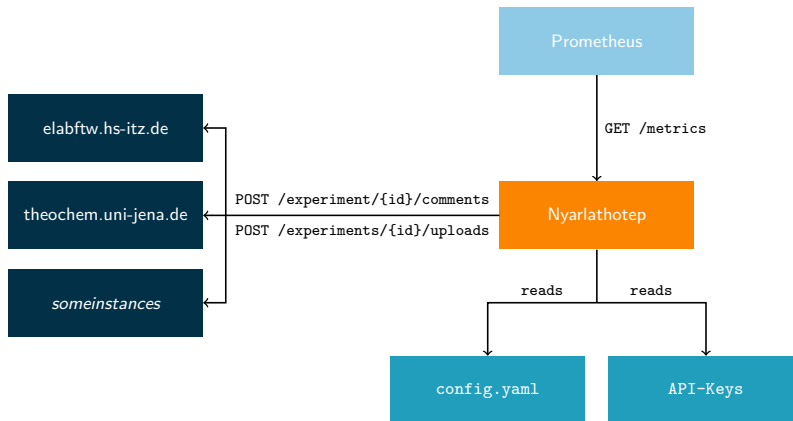 Prometheus
GET /metrics
elabftw.hs-itz.de
theochem.uni-jena.de
someinstances
POST /experiment/{id}/comments
POST /experiments/{id}/uploads
Nyarlathotep
reads
reads
config.yaml
API-Keys